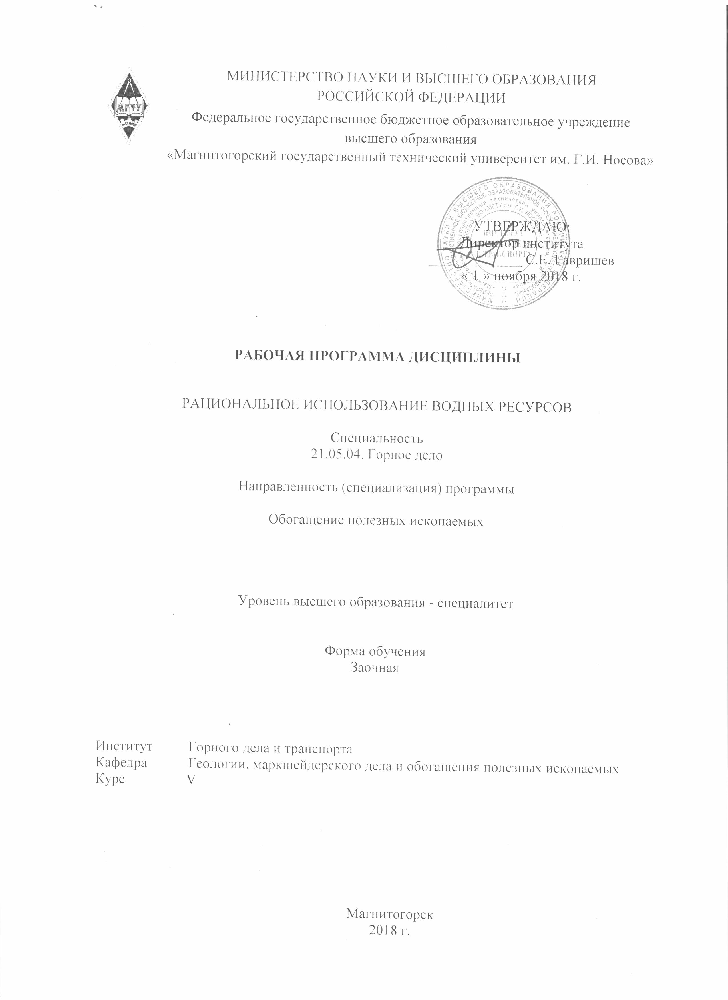 МИНИСТЕРСТВО НАУКИ И ВЫСШЕГО ОБРАЗОВАНИЯ
РОССИЙСКОЙ ФЕДЕРАЦИИ
Федеральное государственное бюджетное образовательное учреждение
высшего образования
«Магнитогорский государственный технический университет им. Г.И. Носова»
МГТУ
УТВЕРЖДАЮ:
Директор института
С.Е. Гавришев
« 1 » ноября 2018 г.
РАБОЧАЯ ПРОГРАММА ДИСЦИПЛИНЫ
РАЦИОНАЛЬНОЕ ИСПОЛЬЗОВАНИЕ ВОДНЫХ РЕСУРСОВ
Специальность
21.05.04. Горное дело
Направленность (специализация) программы
Обогащение полезных ископаемых
Уровень высшего образования - специалитет
Форма обучения
Заочная
Институт Горного дела и транспорта
Кафедра Геологии, маркшейдерского дела и обогащения полезных ископаемых
Курс V
Магнитогорск
2018 г.